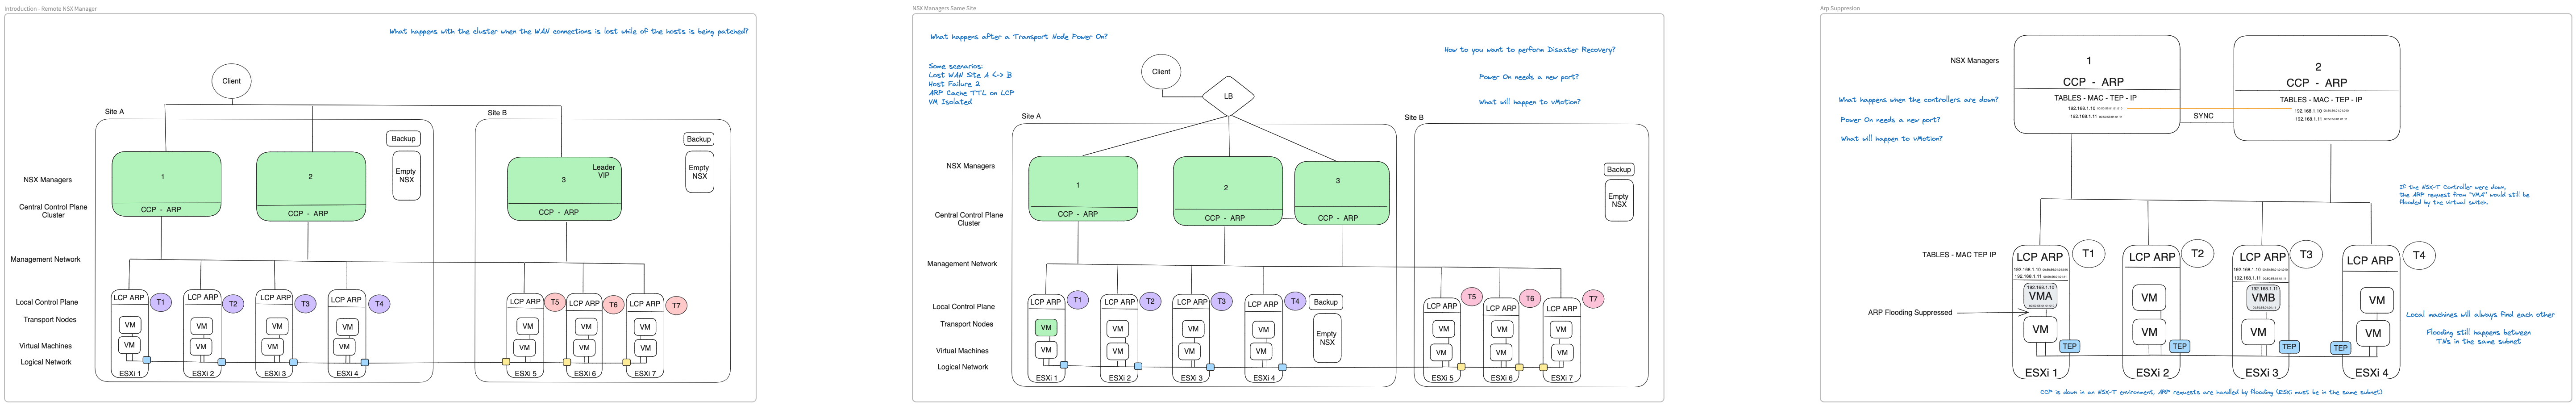 Introduction - Remote NSX Manager
What happens with the cluster when the WAN connections is lost while of the hosts is being patched?
Client
Site A
Site B
Backup
Empty
NSX
Backup
Empty
NSX
NSX Managers
1
2
3
Leader
VIP
Central Control Plane
Cluster
CCP - ARP
CCP - ARP
CCP - ARP
Management Network
Local Control Plane
LCP ARP
T1
LCP ARP
T2
LCP ARP
T3
LCP ARP
T4
LCP ARP
T5
LCP ARP
T6
LCP ARP
T7
Transport Nodes
VM
VM
VM
VM
VM
VM
VM
Virtual Machines
VM
VM
VM
VM
VM
VM
VM
Logical Network
ESXi 1
ESXi 2
ESXi 3
ESXi 4
ESXi 5
ESXi 6
ESXi 7
NSX Managers Same Site
What happens after a Transport Node Power On?
How to you want to perform Disaster Recovery?
Some scenarios:
Lost WAN Site A <-> B
Host Failure 2
ARP Cache TTL on LCP
VM Isolated
Power On needs a new port?
What will happen to vMotion?
Client
LB
Site A
Site B
Backup
Empty
NSX
NSX Managers
1
2
3
Central Control Plane
Cluster
CCP - ARP
CCP - ARP
CCP - ARP
Management Network
Local Control Plane
LCP ARP
T1
LCP ARP
T2
LCP ARP
T3
LCP ARP
T4
Backup
Empty
NSX
LCP ARP
T5
LCP ARP
T6
LCP ARP
T7
Transport Nodes
VM
VM
VM
VM
VM
VM
VM
Virtual Machines
VM
VM
VM
VM
VM
VM
VM
Logical Network
ESXi 1
ESXi 2
ESXi 3
ESXi 4
ESXi 5
ESXi 6
ESXi 7
Arp Suppresion
NSX Managers
1
CCP - ARP
TABLES - MAC - TEP - IP
192.168.1.10
192.168.1.11
2
CCP - ARP
TABLES - MAC - TEP - IP
192.168.1.10
192.168.1.11
SYNC
What happens when the controllers are down?
Power On needs a new port?
What will happen to vMotion?
If the NSX-T Controller were down,
the ARP request from "VMA" would still be
flooded by the virtual switch.
TABLES - MAC TEP IP
LCP ARP
T1
192.168.1.10
192.168.1.11
192.168.1.10
VMA
VM
LCP ARP
T2
VM
VM
LCP ARP
T3
192.168.1.10
192.168.1.11
192.168.1.11
VMB
VM
LCP ARP
T4
VM
VM
ARP Flooding Suppressed
Local machines will always find each other
Flooding still happens between
TNs in the same subnet
TEP
TEP
TEP
TEP
ESXi 1
ESXi 2
ESXi 3
ESXi 4
CCP is down in an NSX-T environment, ARP requests are handled by flooding (ESXi must be in the same subnet)